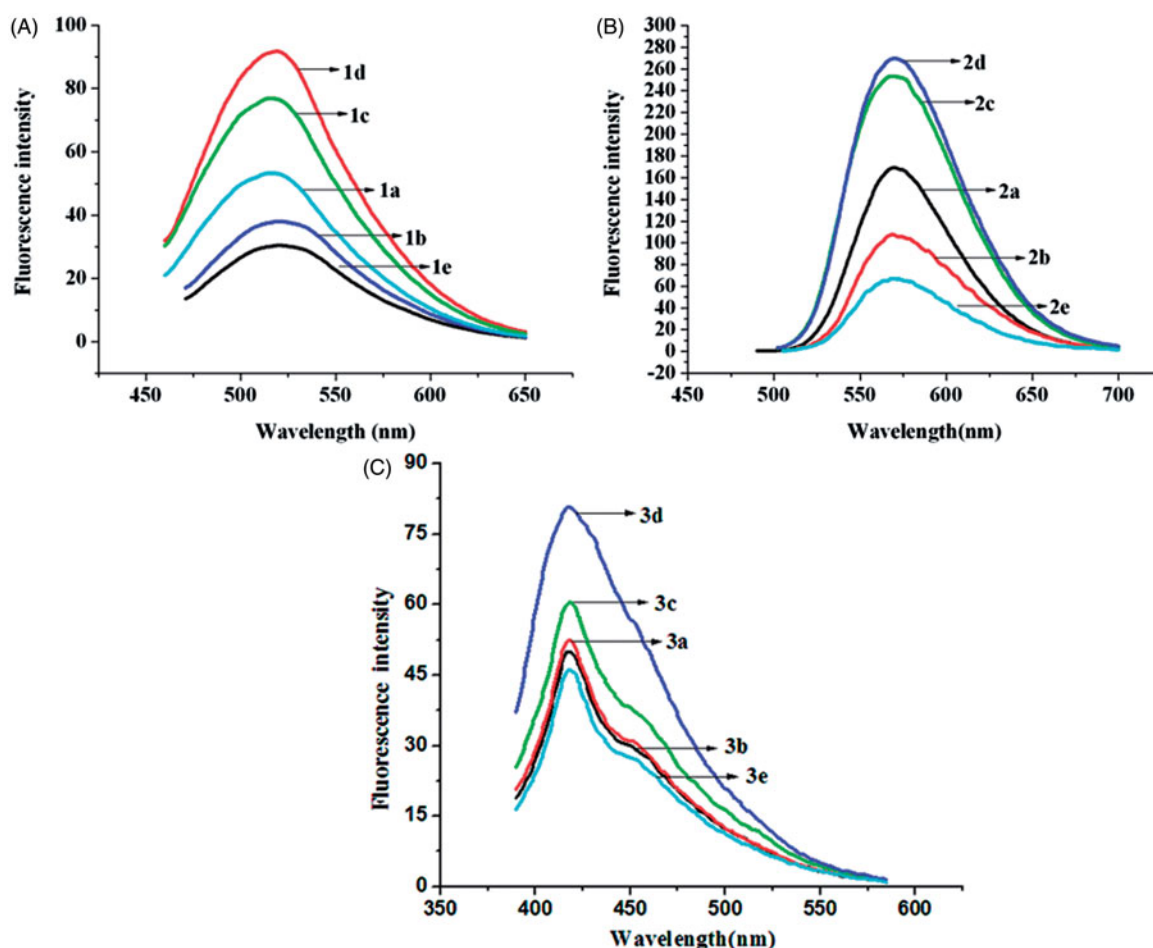 (A)
Fluorescence intensity
100
80
60
40
20
0
1d
1c
1a
1b
1e
450
500
550
600
650
Wavelength (nm)
(B)
Fluorescence intensity
300
280
260
240
220
200
180
160
140
120
100
80
60
40
20
0
-20
2d
2c
2a
2b
2e
450
500
550
600
650
700
Wavelength(nm)
(C)
Fluorescence intensity
90
75
60
45
30
15
0
3d
3c
3a
3b
3e
350
400
450
500
550
600
Wavelength(nm)